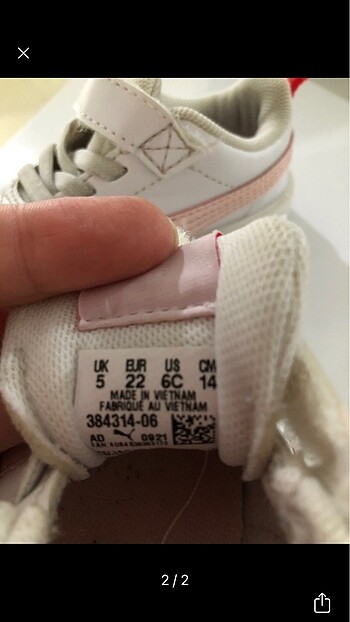 UK EUR US CM
5 22 6C 14
MADE IN VIETNAM
FABRIQUÉ AU VIETNAM
384314-06
AD 0921
2/2